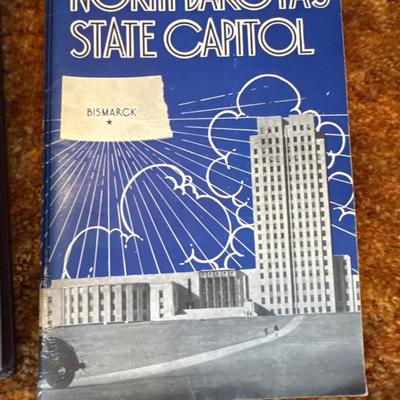 NORTH DAKOTA'S
STATE CAPITOL
BISMARCK